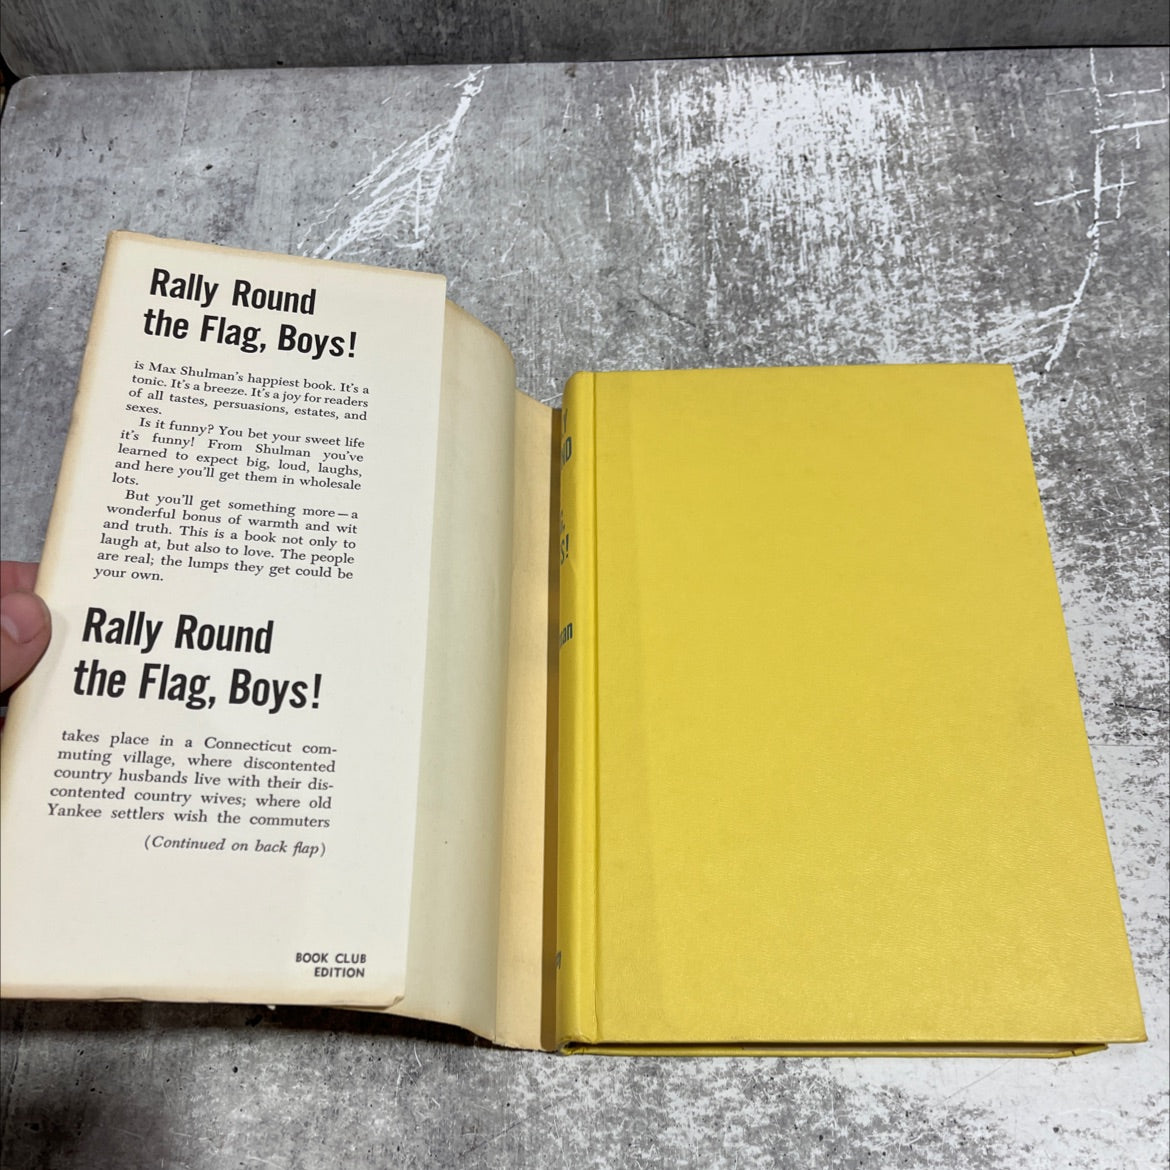 Rally Round
the Flag, Boys!
is Max Shulman's happiest book. It's a
tonic. It's a breeze. It's a joy for readers
of all tastes, persuasions, estates, and
sexes.
Is it funny? You bet your sweet life
it's funny! From Shulman you've
learned to expect big, loud, laughs,
and here you'll get them in wholesale
lots.
But you'll get something more—a
wonderful bonus of warmth and wit
and truth. This is a book not only to
laugh at, but also to love. The people
are real; the lumps they get could be
your own.
Rally Round
the Flag, Boys!
takes place in a Connecticut com-
muting village, where discontented
country husbands live with their dis-
contented country wives; where old
Yankee settlers wish the commuters
(Continued on back flap)
BOOK CLUB
EDITION